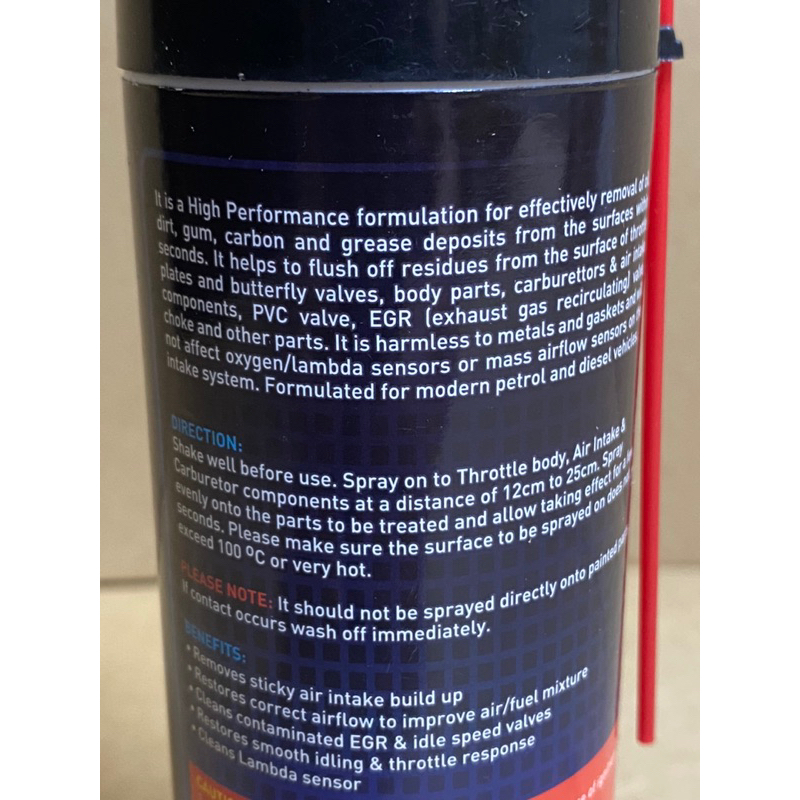 It is a High Performance formulation for effectively removal of
dirt, gum, carbon and grease deposits from the surfaces
seconds. It helps to flush off residues from the surface of
plates and butterfly valves, body parts, carburettors & air
components, PVC valve, EGR (exhaust gas recirculating)
choke and other parts. It is harmless to metals and gaskets and
not affect oxygen/lambda sensors or mass airflow sensors
intake system. Formulated for modern petrol and diesel
DIRECTION:
Shake well before use. Spray on to Throttle body, Air Intake &
Carburetor components at a distance of 12cm to 25cm. Spray
evenly onto the parts to be treated and allow taking effect for a
seconds. Please make sure the surface to be sprayed on does
exceed 100 ºC or very hot.
PLEASE NOTE: It should not be sprayed directly onto painted
If contact occurs wash off immediately.
BENEFITS:
• Removes sticky air intake build up
• Restores correct airflow to improve air/fuel mixture
• Cleans contaminated EGR & idle speed valves
• Restores smooth idling & throttle response
• Cleans Lambda sensor